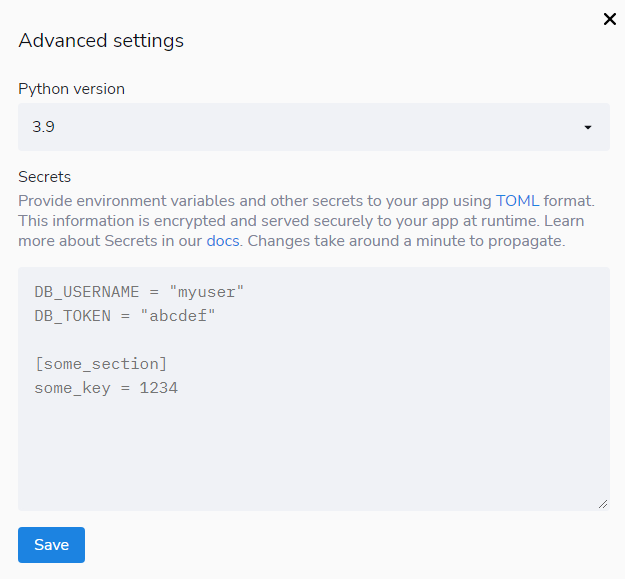 Advanced settings
Python version
3.9
Secrets
Provide environment variables and other secrets to your app using TOML format.
This information is encrypted and served securely to your app at runtime. Learn
more about Secrets in our docs. Changes take around a minute to propagate.
DB_USERNAME = "myuser"
DB_TOKEN = "abcdef"
[some_section]
some_key = 1234
Save